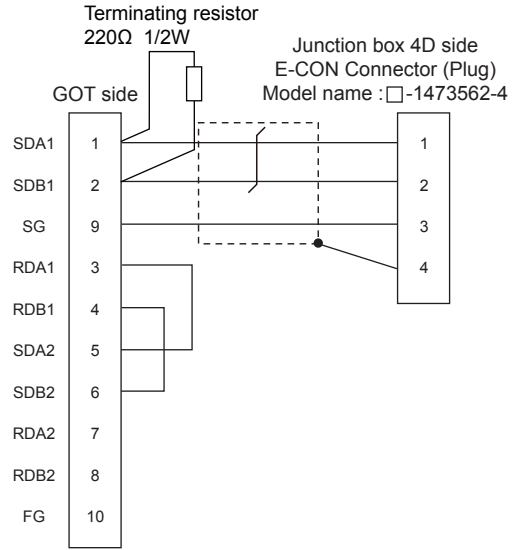 Terminating resistor
220Ω 1/2W
Junction box 4D side
E-CON Connector (Plug)
Model name : □-1473562-4
GOT side
SDA1 1 1
SDB1 2 2
SG 9 3
RDA1 3 4
RDB1 4
SDA2 5
SDB2 6
RDA2 7
RDB2 8
FG 10